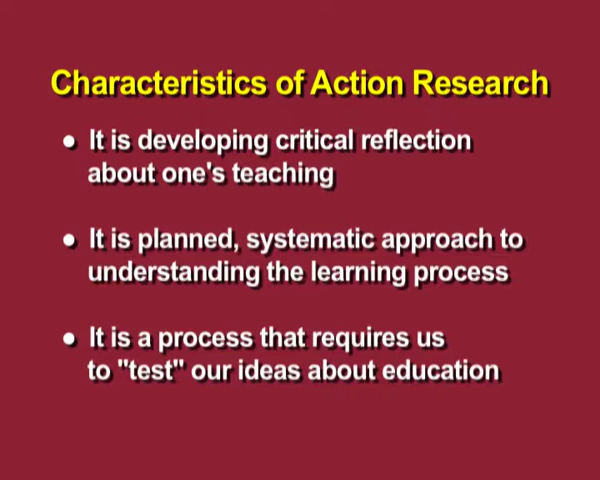 Characteristics of Action Research
• It is developing critical reflection
about one's teaching
• It is planned, systematic approach to
understanding the learning process
• It is a process that requires us
to "test" our ideas about education